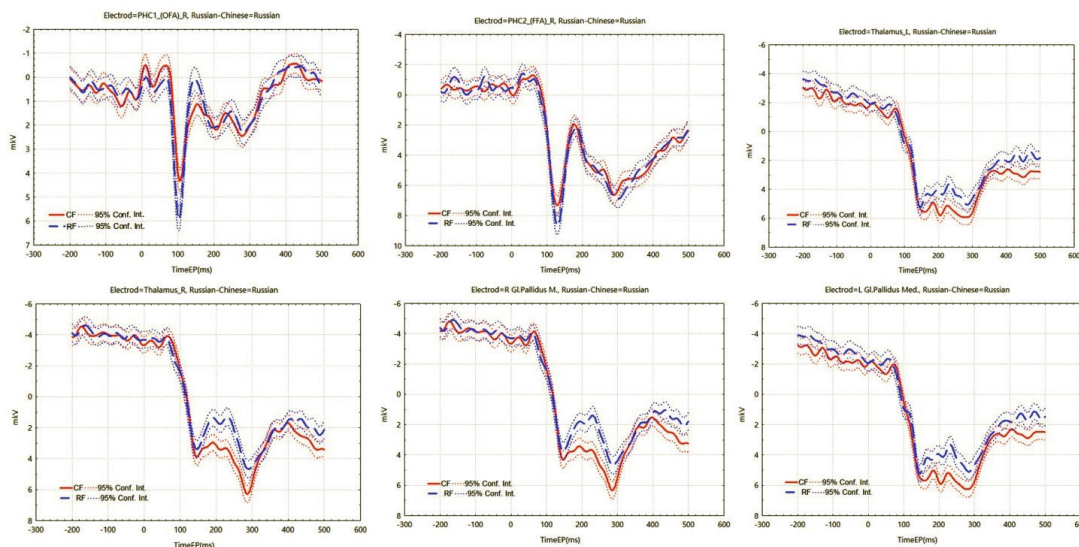 Electrod=PHC1_(OFA)_R, Russian-Chinese=Russian
-2
-1
0
1
2
3
4
5
6
7
mkV
CF 95% Conf. Int.
RF 95% Conf. Int.
-300 -200 -100 0 100 200 300 400 500 600
TimeEP(ms)
Electrod=PHC2_(FFA)_R, Russian-Chinese=Russian
-4
-2
0
2
4
6
8
10
mkV
CF 95% Conf. Int.
RF 95% Conf. Int.
-300 -200 -100 0 100 200 300 400 500 600
TimeEP(ms)
Electrod=Thalamus_L, Russian-Chinese=Russian
-6
-4
-2
0
2
4
6
8
mkV
CF 95% Conf. Int.
RF 95% Conf. Int.
-300 -200 -100 0 100 200 300 400 500 600
TimeEP(ms)
Electrod=Thalamus_R, Russian-Chinese=Russian
-6
-4
-2
0
2
4
6
8
mkV
CF 95% Conf. Int.
RF 95% Conf. Int.
-300 -200 -100 0 100 200 300 400 500 600
TimeEP(ms)
Electrod=R Gl.Pallidus M., Russian-Chinese=Russian
-6
-4
-2
0
2
4
6
8
mkV
CF 95% Conf. Int.
RF 95% Conf. Int.
-300 -200 -100 0 100 200 300 400 500 600
TimeEP(ms)
Electrod=L Gl.Pallidus Med., Russian-Chinese=Russian
-6
-4
-2
0
2
4
6
8
mkV
CF 95% Conf. Int.
RF 95% Conf. Int.
-300 -200 -100 0 100 200 300 400 500 600
TimeEP(ms)